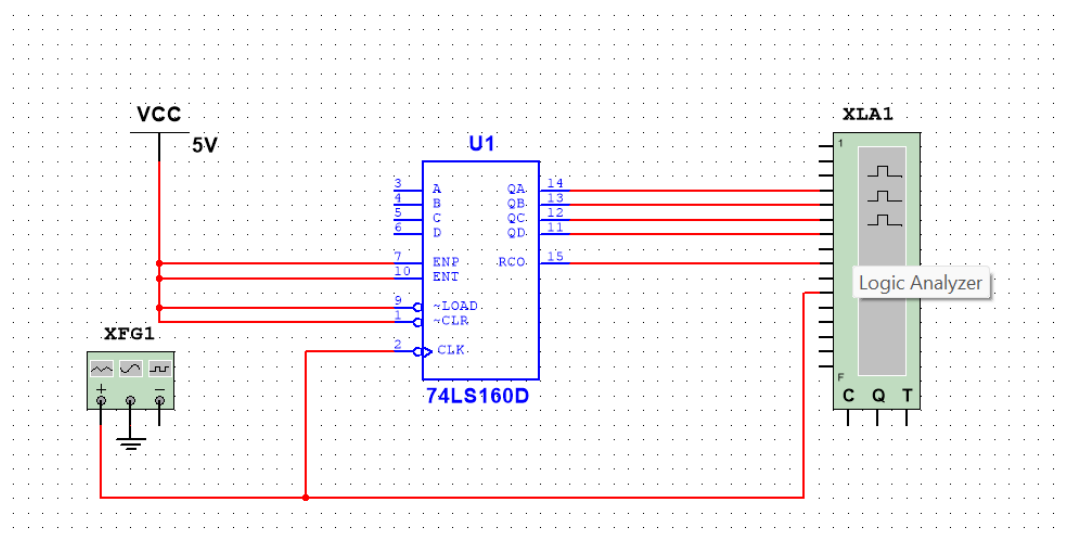 VCC
5V
U1
XLA1
3 A QA 14
4 B QB 13
5 C QC 12
6 D QD 11
7 ENP RCO 15
10 ENT
9 ~LOAD
1 ~CLR
2 CLK
74LS160D
XFG1
+ −
1
Logic Analyzer
F
C Q T